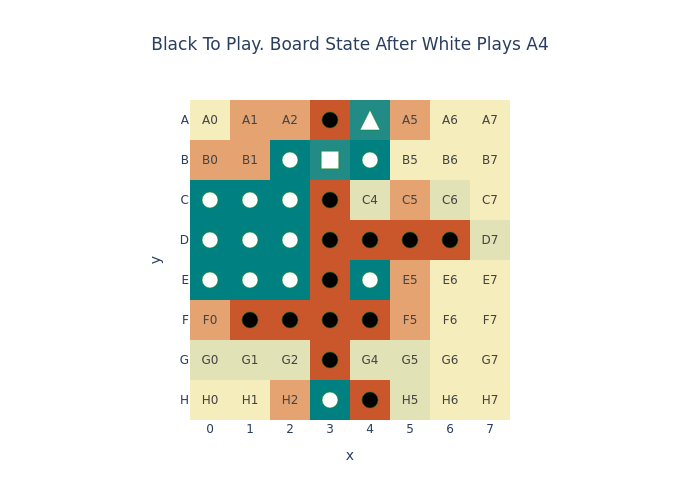 Black To Play. Board State After White Plays A4
A A0 A1 A2 A5 A6 A7
B B0 B1 B5 B6 B7
C C4 C5 C6 C7
D D7
E E5 E6 E7
F F0 F5 F6 F7
G G0 G1 G2 G4 G5 G6 G7
H H0 H1 H2 H5 H6 H7
0 1 2 3 4 5 6 7
x
y